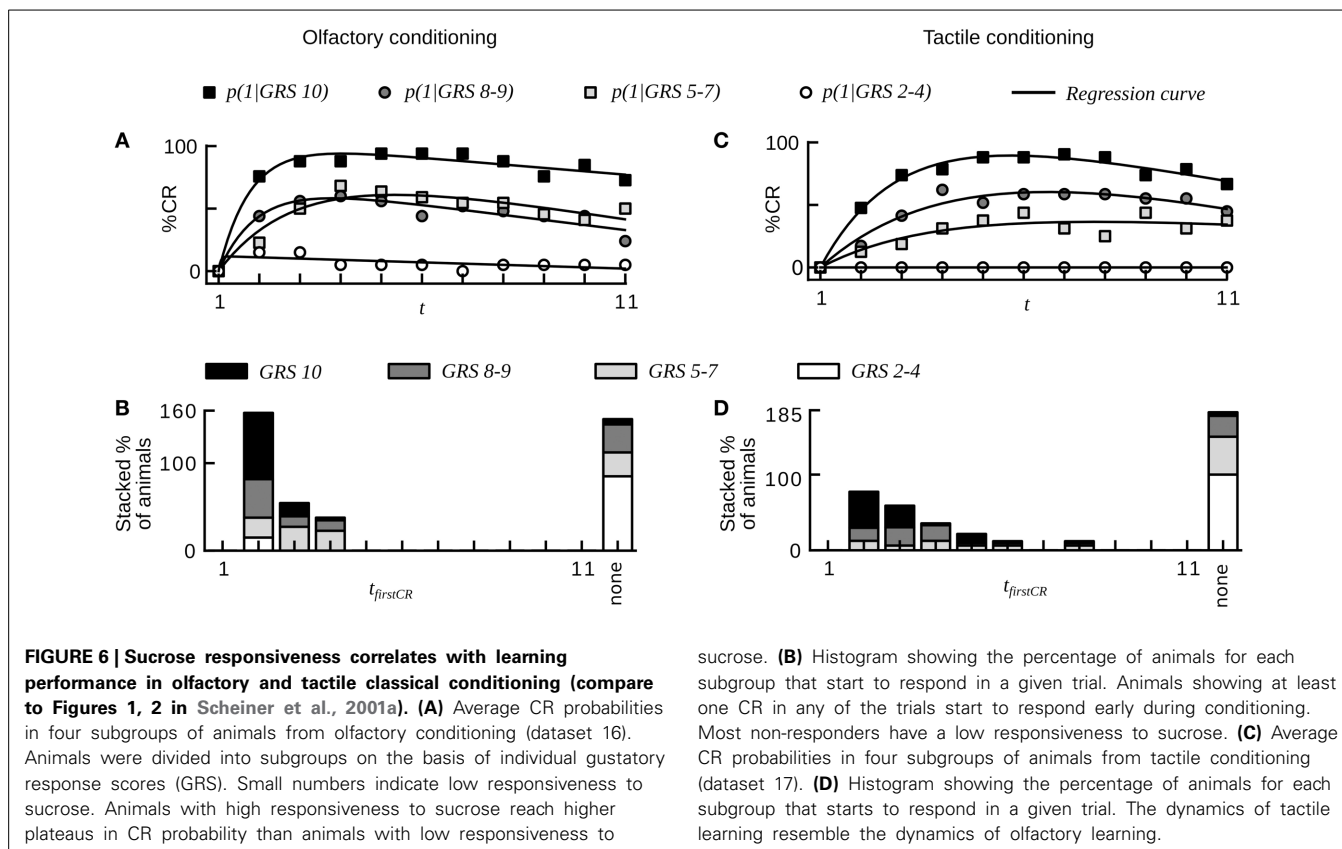 Olfactory conditioning
Tactile conditioning
p(1|GRS 10) p(1|GRS 8-9) p(1|GRS 5-7) p(1|GRS 2-4) Regression curve
A
%CR
100
0
1
t
11
C
%CR
100
0
1
t
11
GRS 10 GRS 8-9 GRS 5-7 GRS 2-4
B
Stacked %
of animals
160
100
0
1
t_firstCR
11
none
D
Stacked %
of animals
185
100
0
1
t_firstCR
11
none
FIGURE 6 | Sucrose responsiveness correlates with learning
performance in olfactory and tactile classical conditioning (compare
to Figures 1, 2 in Scheiner et al., 2001a). (A) Average CR probabilities
in four subgroups of animals from olfactory conditioning (dataset 16).
Animals were divided into subgroups on the basis of individual gustatory
response scores (GRS). Small numbers indicate low responsiveness to
sucrose. Animals with high responsiveness to sucrose reach higher
plateaus in CR probability than animals with low responsiveness to
sucrose. (B) Histogram showing the percentage of animals for each
subgroup that start to respond in a given trial. Animals showing at least
one CR in any of the trials start to respond early during conditioning.
Most non-responders have a low responsiveness to sucrose. (C) Average
CR probabilities in four subgroups of animals from tactile conditioning
(dataset 17). (D) Histogram showing the percentage of animals for each
subgroup that starts to respond in a given trial. The dynamics of tactile
learning resemble the dynamics of olfactory learning.